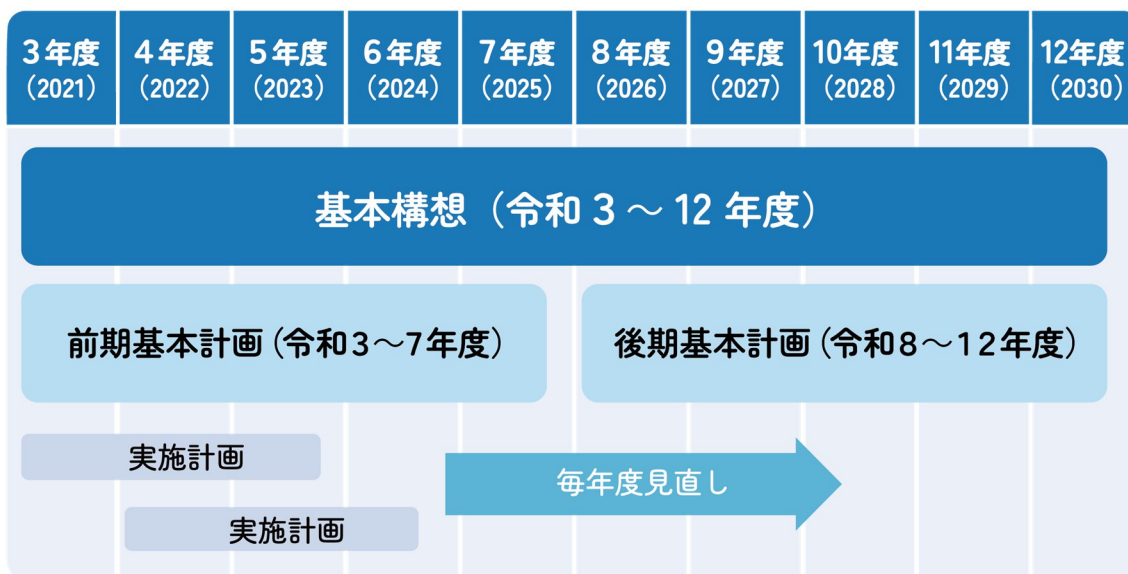 3年度 4年度 5年度 6年度 7年度 8年度 9年度 10年度 11年度 12年度
(2021) (2022) (2023) (2024) (2025) (2026) (2027) (2028) (2029) (2030)
基本構想（令和 3 ～ 12 年度）
前期基本計画（令和3～7年度） 後期基本計画（令和8～12年度）
実施計画
毎年度見直し
実施計画